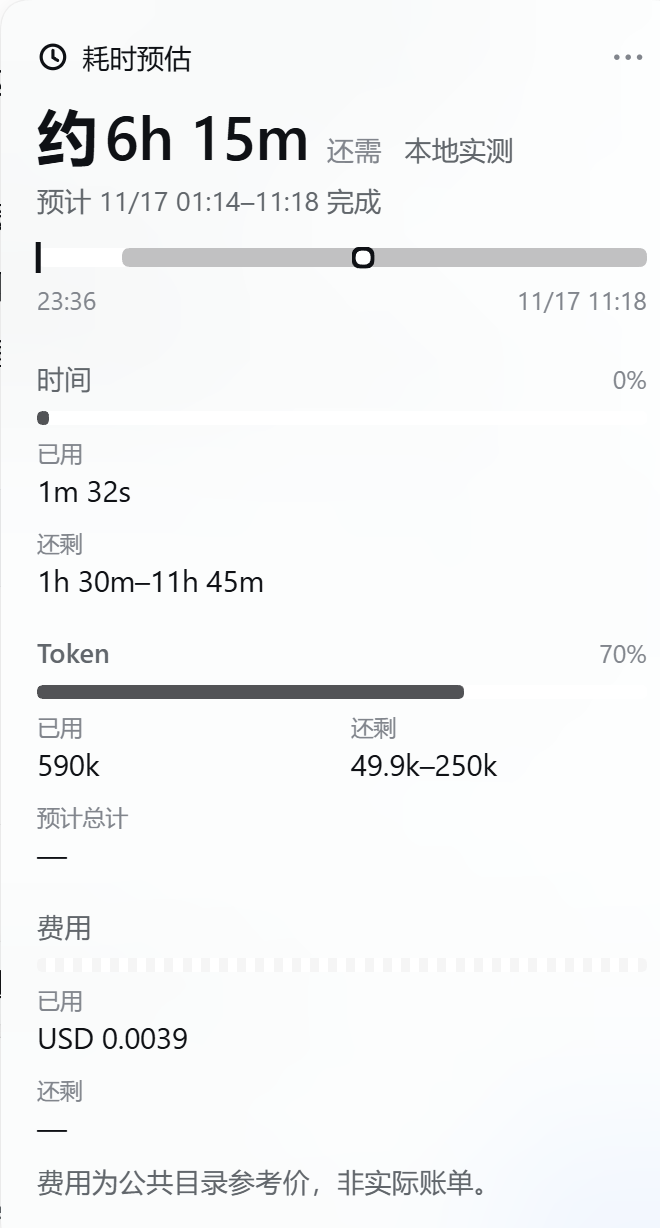 耗时预估
约 6h 15m 还需 本地实测
预计 11/17 01:14–11:18 完成
23:36 11/17 11:18
时间 0%
已用
1m 32s
还剩
1h 30m–11h 45m
Token 70%
已用 还剩
590k 49.9k–250k
预计总计
—
费用
已用
USD 0.0039
还剩
—
费用为公共目录参考价，非实际账单。